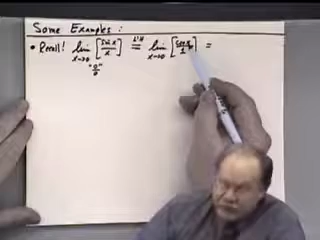 Some Examples:
• Recall! lim x→0 [sin x / x] L'H = lim x→0 [cos x / 1] =
"0/0"